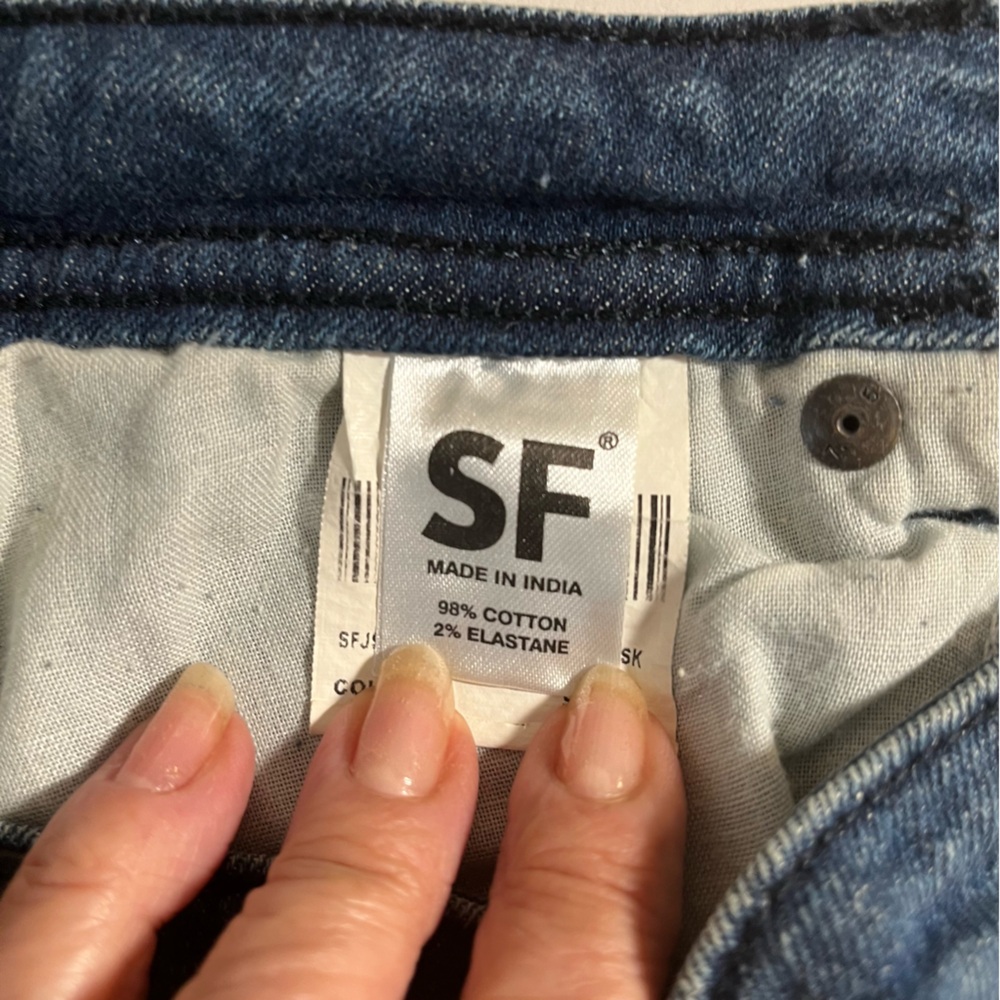 SF®
MADE IN INDIA
98% COTTON
2% ELASTANE